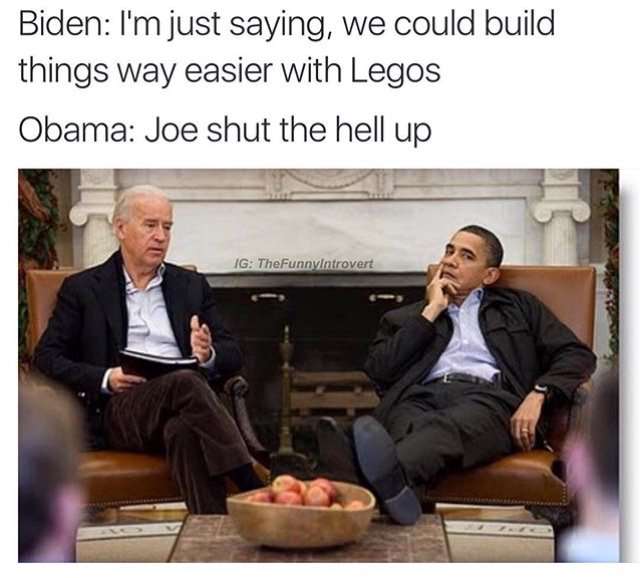 Biden: I'm just saying, we could build
things way easier with Legos
Obama: Joe shut the hell up
IG: TheFunnyIntrovert